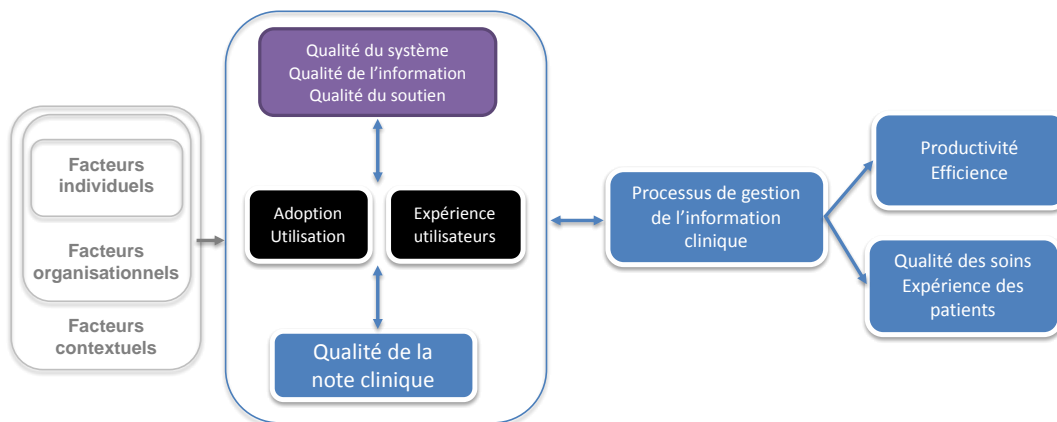 Facteurs
individuels
Facteurs
organisationnels
Facteurs
contextuels
Qualité du système
Qualité de l'information
Qualité du soutien
Adoption
Utilisation
Expérience
utilisateurs
Qualité de la
note clinique
Processus de gestion
de l'information
clinique
Productivité
Efficience
Qualité des soins
Expérience des
patients